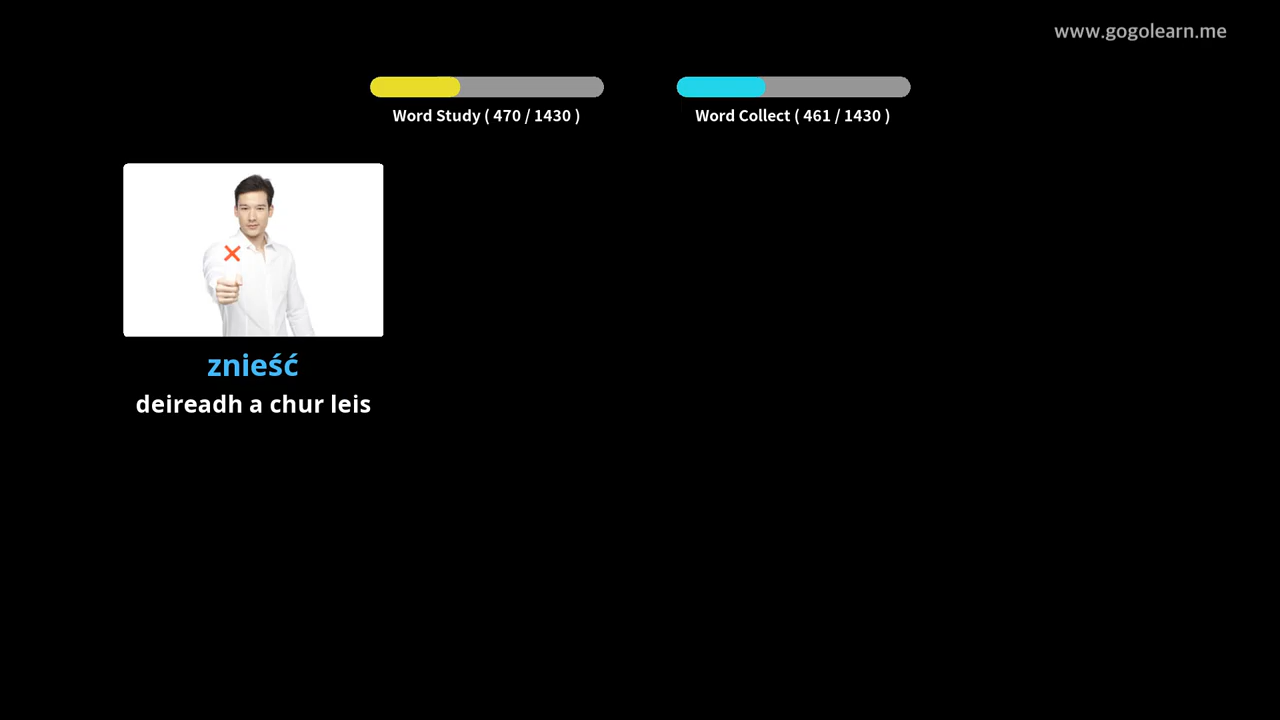 www.gogolearn.me
Word Study ( 470 / 1430 )
Word Collect ( 461 / 1430 )
znieść
deireadh a chur leis